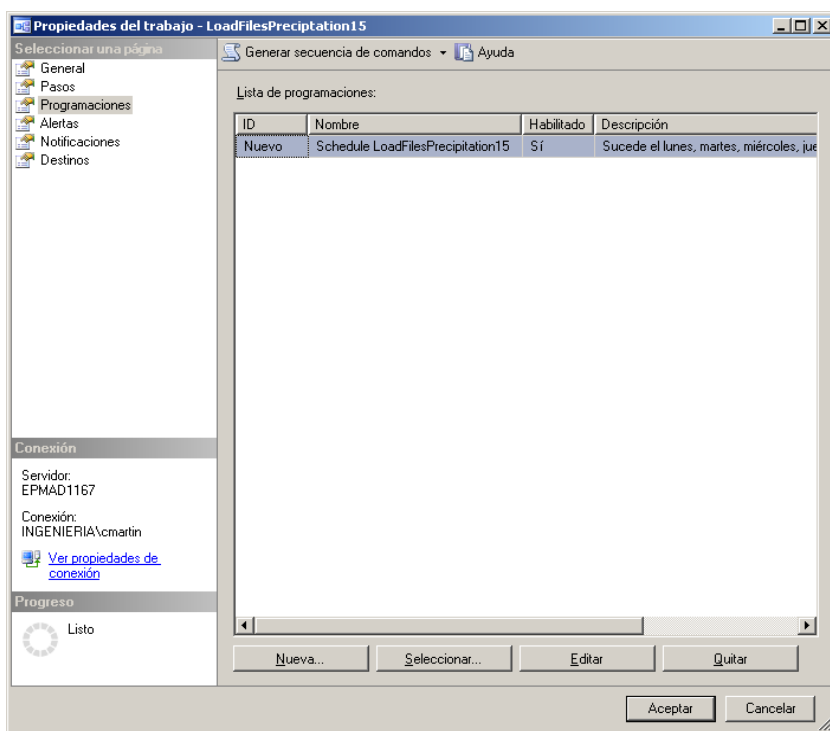 Propiedades del trabajo - LoadFilesPreciptation15
Seleccionar una página
General
Pasos
Programaciones
Alertas
Notificaciones
Destinos
Generar secuencia de comandos
Ayuda
Lista de programaciones:
ID Nombre Habilitado Descripción
Nuevo Schedule LoadFilesPrecipitation15 Sí Sucede el lunes, martes, miércoles, jue
Conexión
Servidor:
EPMAD1167
Conexión:
INGENIERIA\cmartin
Ver propiedades de
conexión
Progreso
Listo
Nueva... Seleccionar... Editar Quitar
Aceptar Cancelar